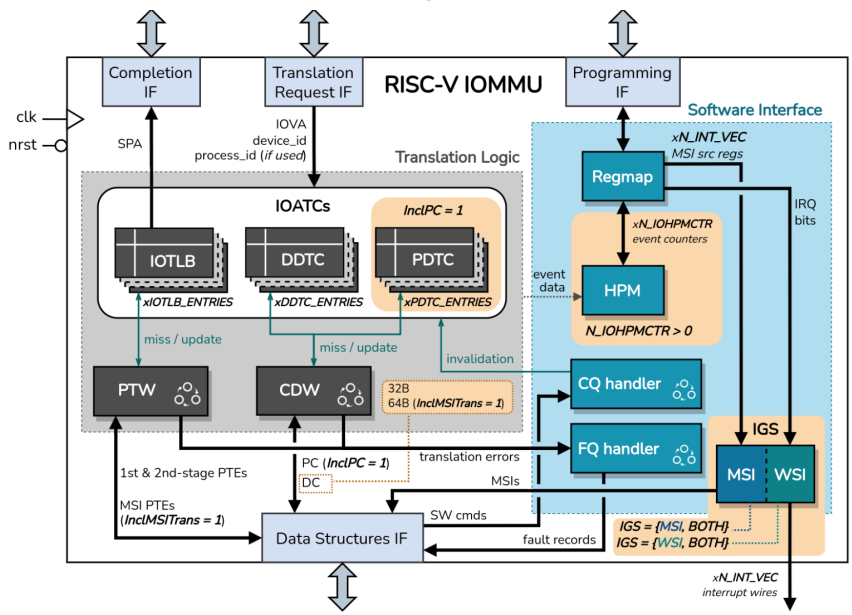 Completion
IF
Translation
Request IF
RISC-V IOMMU
Programming
IF
clk
nrst
SPA
IOVA
device_id
process_id (if used)
Software Interface
xN_INT_VEC
MSI src regs
Translation Logic
Regmap
IOATCs
InclPC = 1
IRQ
bits
xN_IOHPMCTR
event counters
IOTLB
DDTC
PDTC
event
data
HPM
xIOTLB_ENTRIES
xDDTC_ENTRIES
xPDTC_ENTRIES
N_IOHPMCTR > 0
miss / update
miss / update
invalidation
PTW
CDW
32B
64B (InclMSITrans = 1)
CQ handler
IGS
FQ handler
1st & 2nd-stage PTEs
PC (InclPC = 1)
DC
translation errors
MSI
WSI
MSIs
MSI PTEs
(InclMSITrans = 1)
SW cmds
Data Structures IF
fault records
IGS = {MSI, BOTH}
IGS = {WSI, BOTH}
xN_INT_VEC
interrupt wires